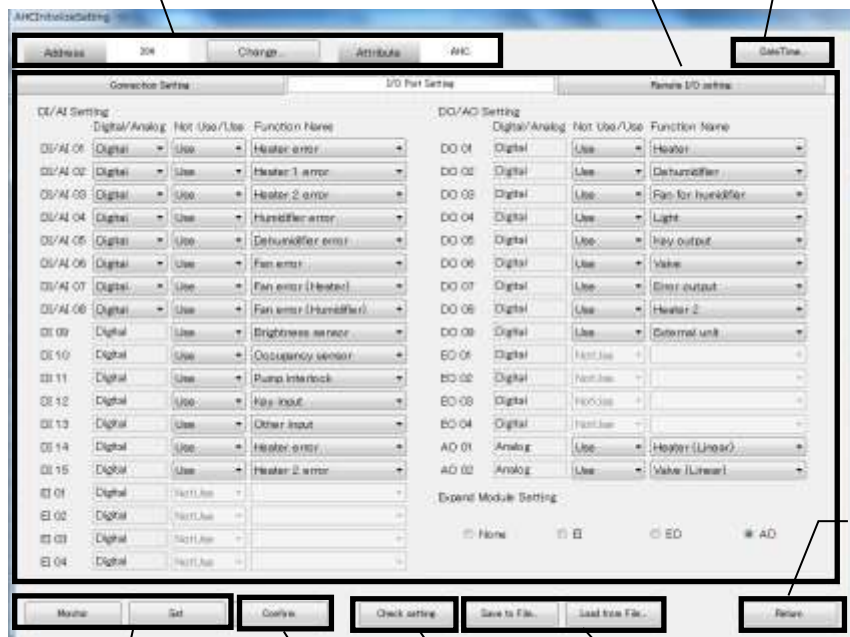 AHCInitializeSetting
Address Change... Attribute AHC DateTime...
Connection Setting I/O Port Setting Remote I/O setting
DI/AI Setting DO/AO Setting
Digital/Analog Not Use/Use Function Name Digital/Analog Not Use/Use Function Name
DI/AI 01 Digital Use Heater error DO 01 Digital Use Heater
DI/AI 02 Digital Use Heater 1 error DO 02 Digital Use Dehumidifier
DI/AI 03 Digital Use Heater 2 error DO 03 Digital Use Fan for humidifier
DI/AI 04 Digital Use Humidifier error DO 04 Digital Use Light
DI/AI 05 Digital Use Dehumidifier error DO 05 Digital Use Key output
DI/AI 06 Digital Use Fan error DO 06 Digital Use Valve
DI/AI 07 Digital Use Fan error (Heater) DO 07 Digital Use Error output
DI/AI 08 Digital Use Fan error (Humidifier) DO 08 Digital Use Heater 2
DI 09 Digital Use Brightness sensor DO 09 Digital Use External unit
DI 10 Digital Use Occupancy sensor EO 01 Digital NotUse
DI 11 Digital Use Pump Interlock EO 02 Digital NotUse
DI 12 Digital Use Key input EO 03 Digital NotUse
DI 13 Digital Use Other input EO 04 Digital NotUse
DI 14 Digital Use Heater error AO 01 Analog Use Heater (Linear)
DI 15 Digital Use Heater 2 error AO 02 Analog Use Valve (Linear)
EI 01 Digital NotUse Expand Module Setting
EI 02 Digital NotUse
EI 03 Digital NotUse None EI EO AO
EI 04 Digital NotUse
Monitor Set Confirm Check setting Save to File... Load from File... Return